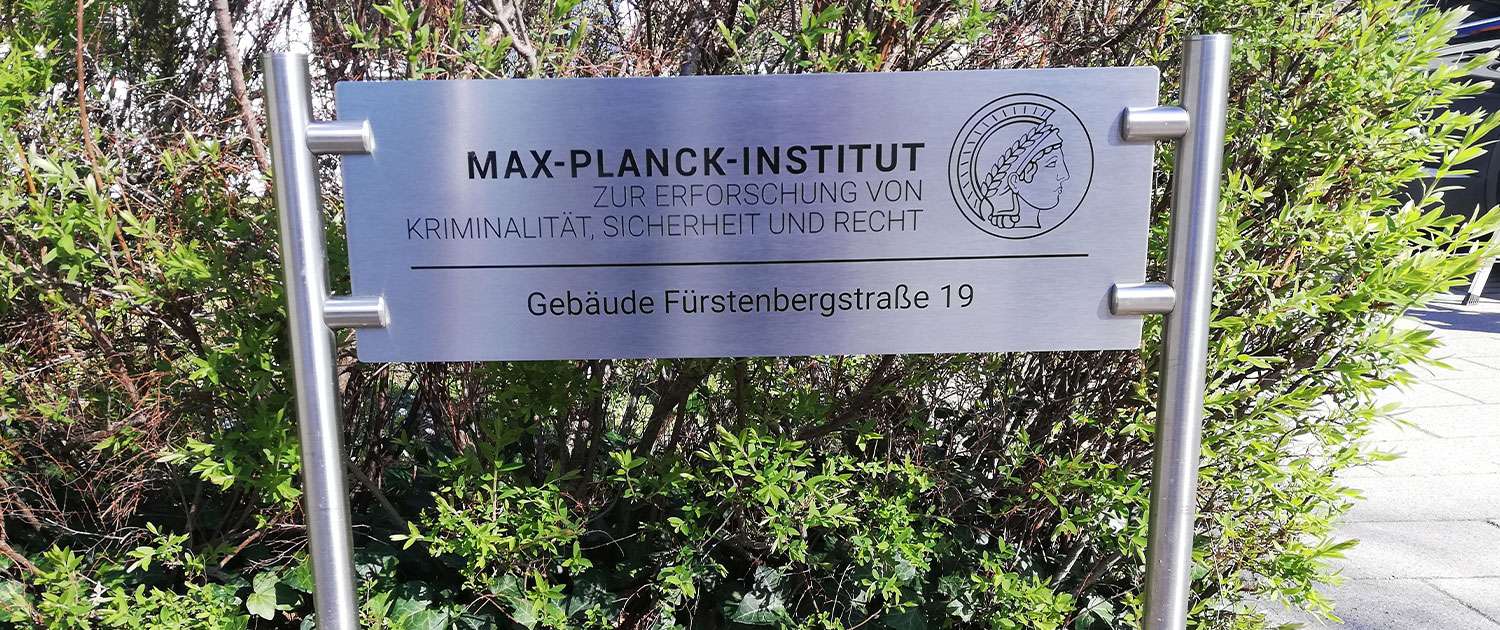 MAX-PLANCK-INSTITUT
ZUR ERFORSCHUNG VON
KRIMINALITÄT, SICHERHEIT UND RECHT
Gebäude Fürstenbergstraße 19